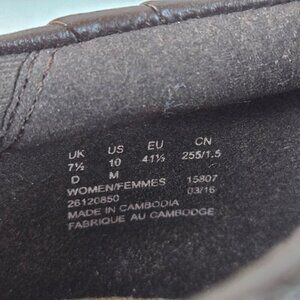 UK US EU CN
7½ 10 41½ 255/1.5
D M
WOMEN/FEMMES 15807
26120850 03/16
MADE IN CAMBODIA
FABRIQUE AU CAMBODGE